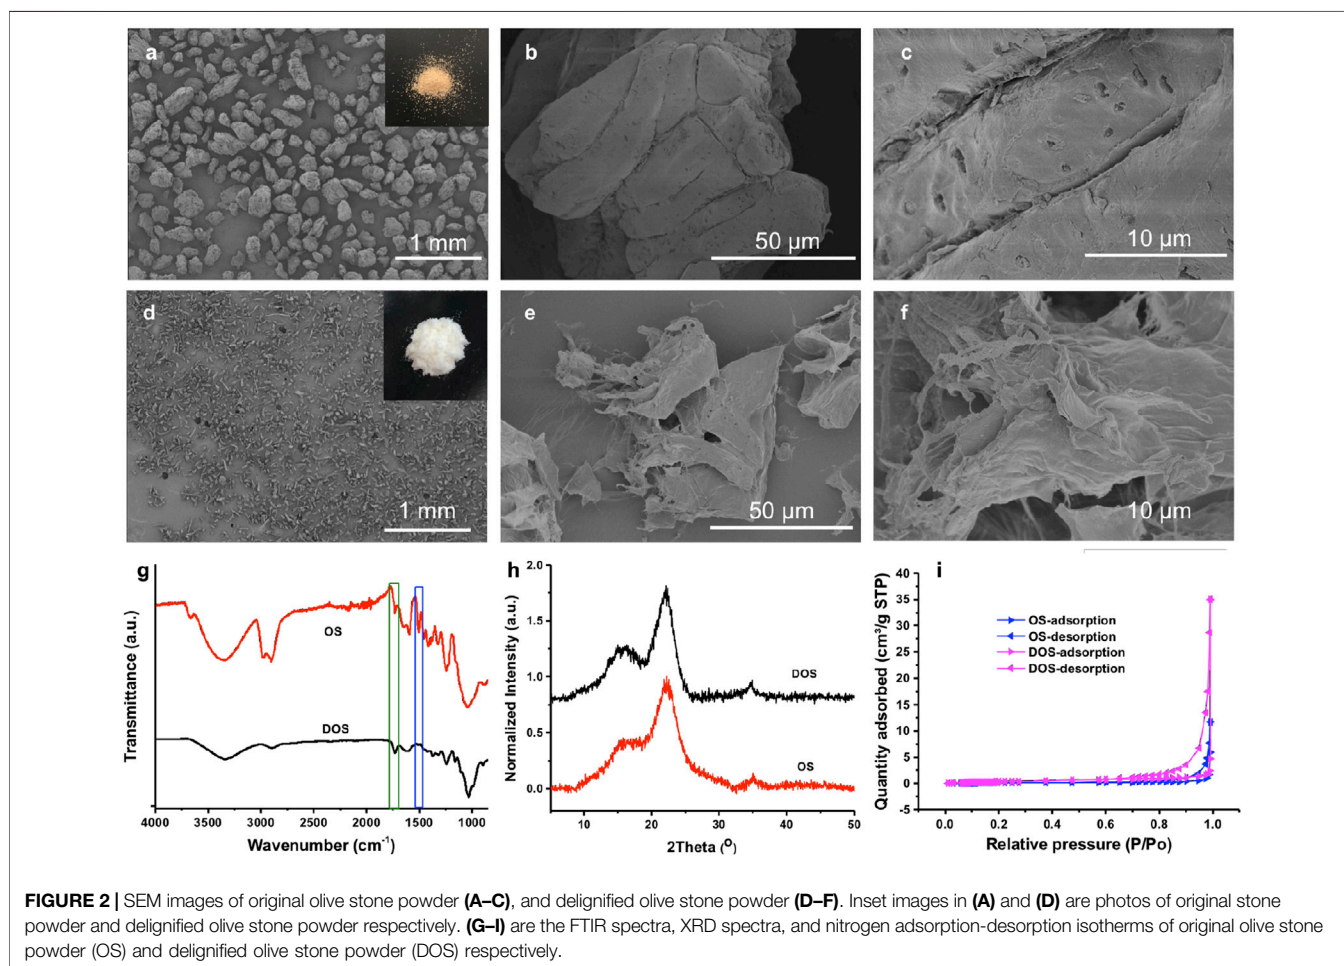 a
b
c
1 mm
50 µm
10 µm
d
e
f
1 mm
50 µm
10 µm
g
h
i
Transmittance (a.u.)
OS
DOS
4000 3500 3000 2500 2000 1500 1000
Wavenumber (cm-1)
Normalized Intensity (a.u.)
2.0
1.5
1.0
0.5
0.0
DOS
OS
10 20 30 40 50
2Theta (O)
Quantity adsorbed (cm³/g STP)
40
35
30
25
20
15
10
5
0
-5
OS-adsorption
OS-desorption
DOS-adsorption
DOS-desorption
0.0 0.2 0.4 0.6 0.8 1.0
Relative pressure (P/Po)
FIGURE 2 | SEM images of original olive stone powder (A–C), and delignified olive stone powder (D–F). Inset images in (A) and (D) are photos of original stone
powder and delignified olive stone powder respectively. (G–I) are the FTIR spectra, XRD spectra, and nitrogen adsorption-desorption isotherms of original olive stone
powder (OS) and delignified olive stone powder (DOS) respectively.